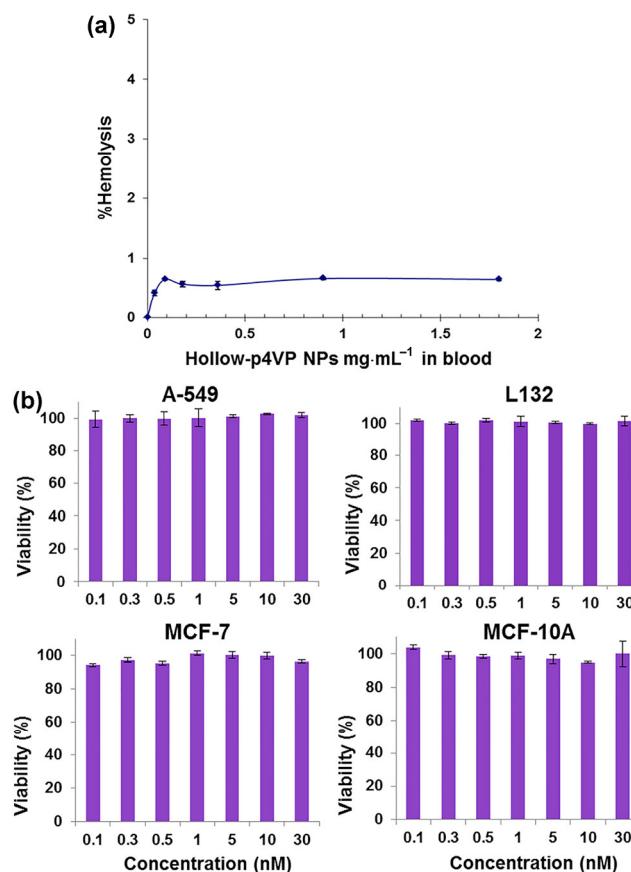 (a)
5
4
3
2
1
0
%Hemolysis
0 0.5 1 1.5 2
Hollow-p4VP NPs mg·mL⁻¹ in blood
(b)
A-549 L132
100 100
80 80
60 60
40 40
20 20
0 0
Viability (%) Viability (%)
0.1 0.3 0.5 1 5 10 30 0.1 0.3 0.5 1 5 10 30
MCF-7 MCF-10A
100 100
80 80
60 60
40 40
20 20
0 0
Viability (%) Viability (%)
0.1 0.3 0.5 1 5 10 30 0.1 0.3 0.5 1 5 10 30
Concentration (nM) Concentration (nM)